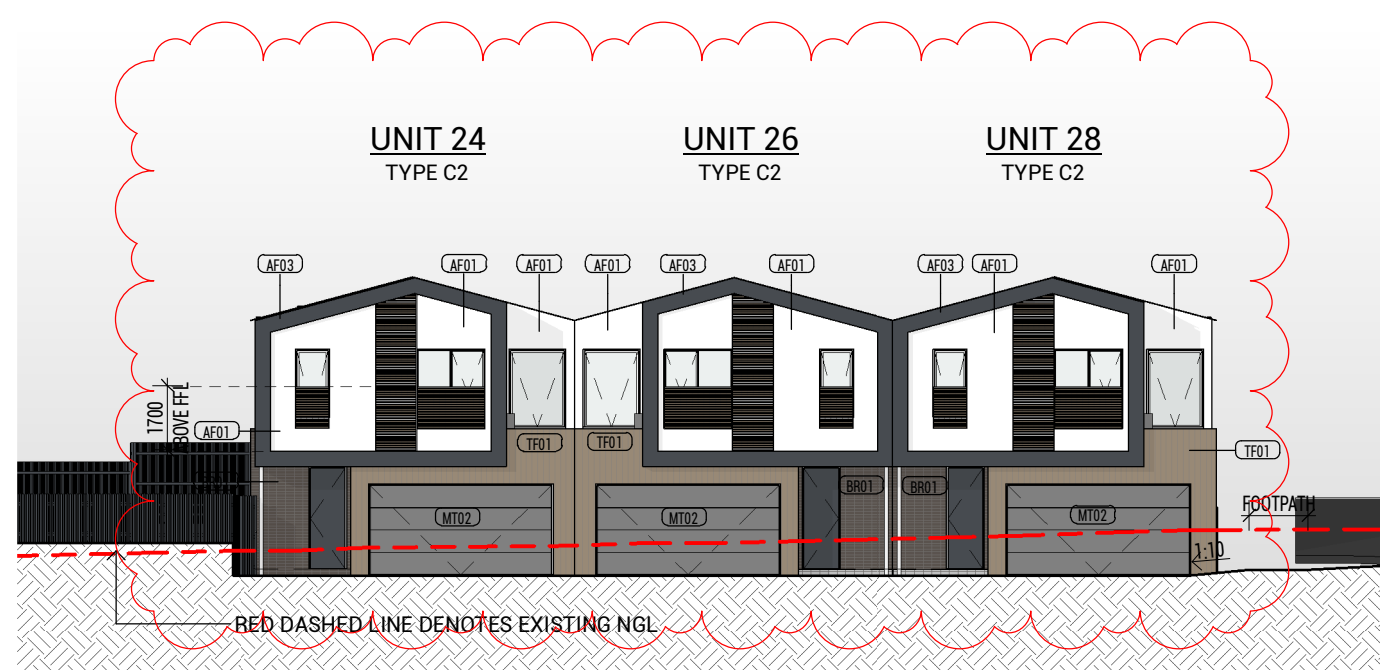 UNIT 24
TYPE C2
UNIT 26
TYPE C2
UNIT 28
TYPE C2
AF03
AF01
AF01
AF01
AF03
AF01
AF03
AF01
AF01
1700
ABOVE FFL
AF01
TF01
TF01
TF01
BR01
BR01
MT02
MT02
MT02
FOOTPATH
1:10
RED DASHED LINE DENOTES EXISTING NGL